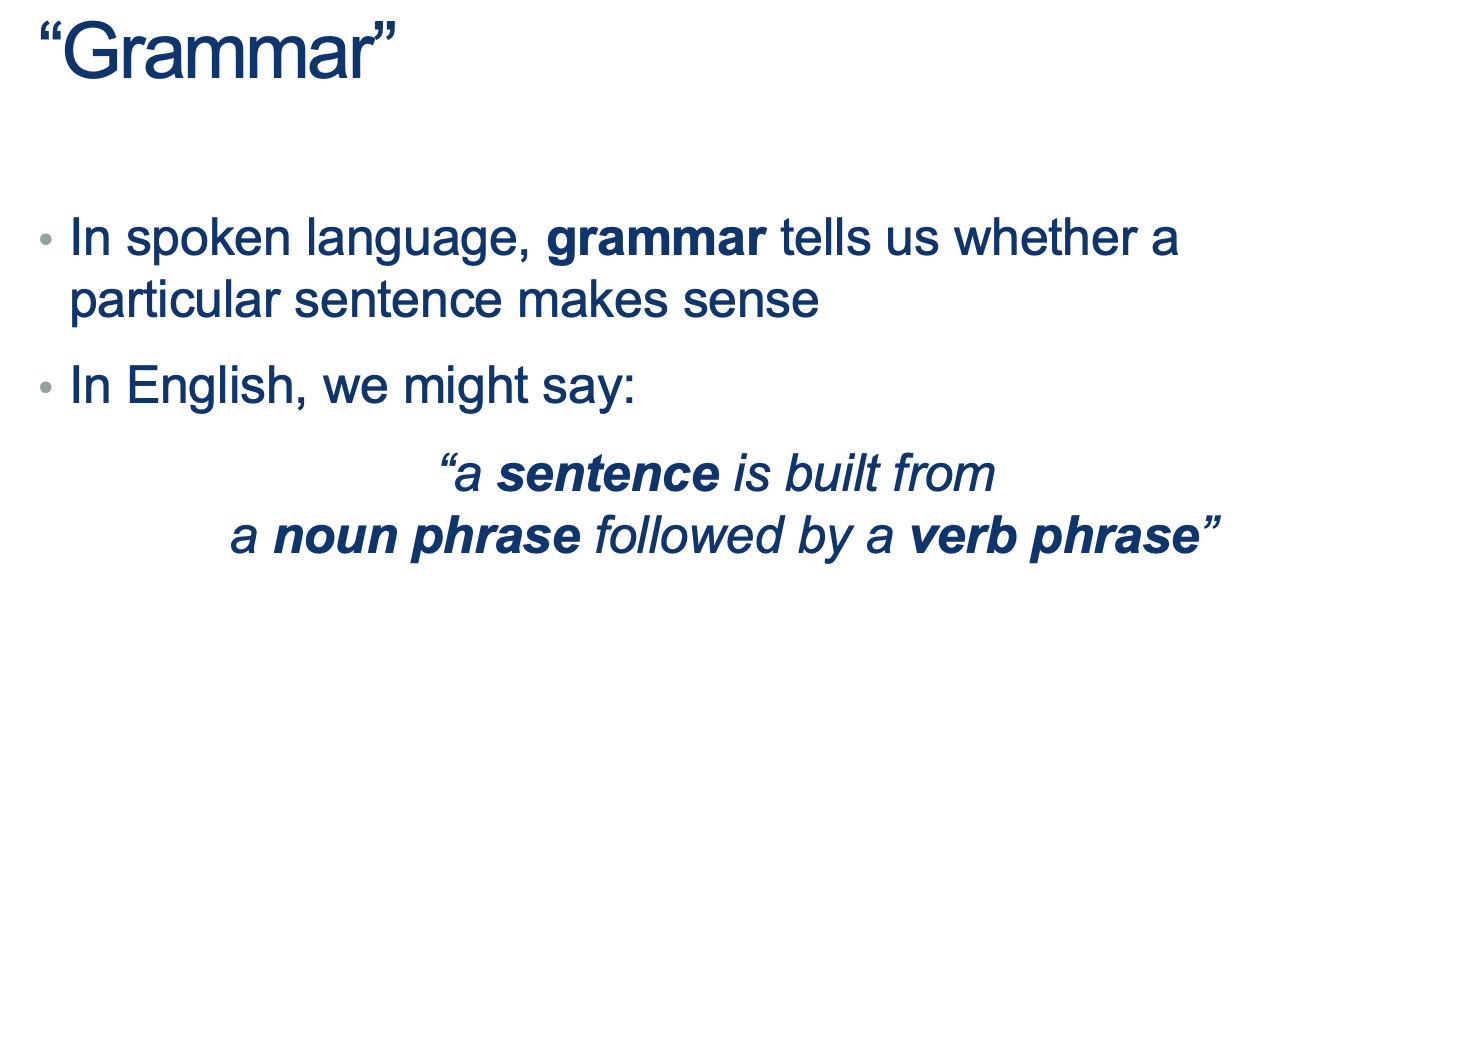 “Grammar”
• In spoken language, grammar tells us whether a
particular sentence makes sense
• In English, we might say:
“a sentence is built from
a noun phrase followed by a verb phrase”